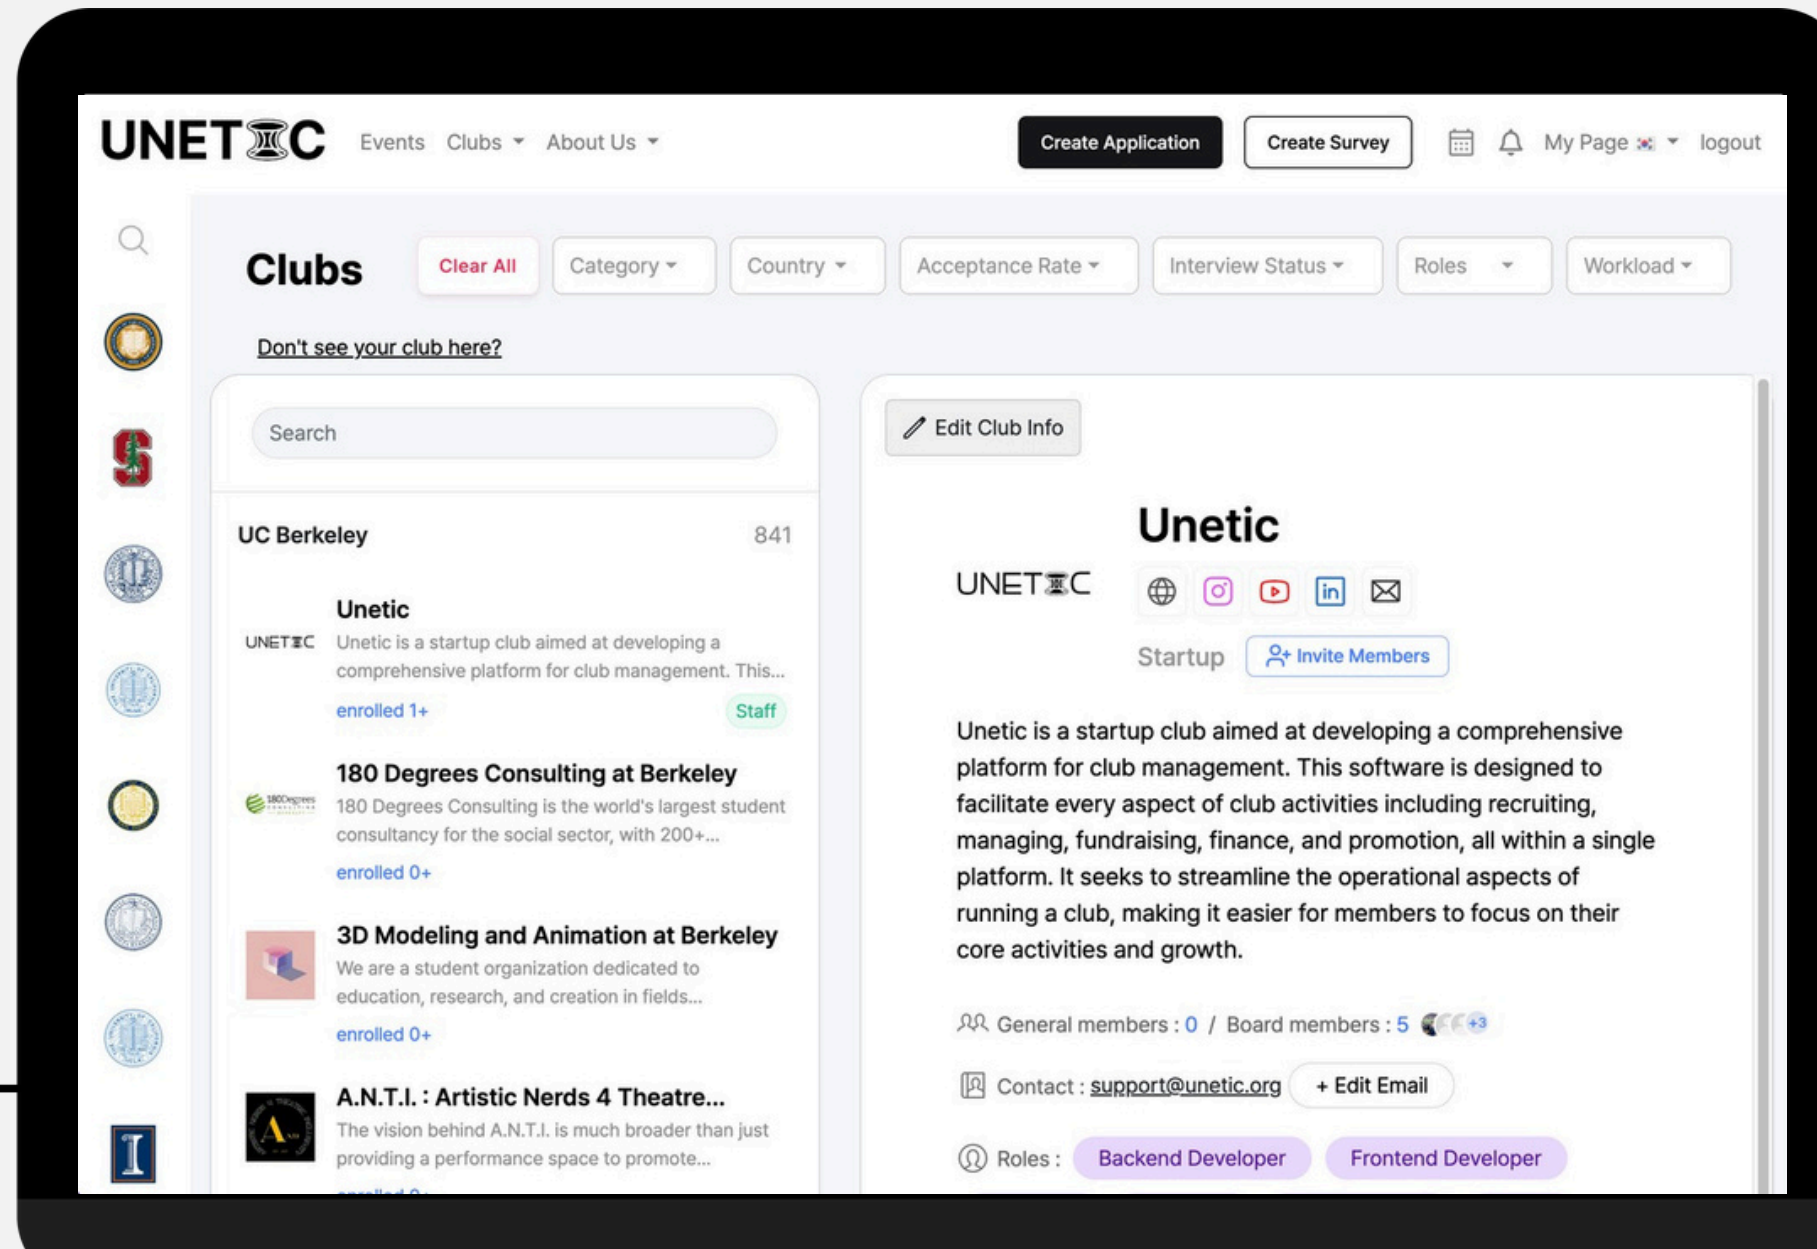 UNETIC
Events Clubs About Us
Create Application
Create Survey
My Page
logout
Clubs
Clear All
Category
Country
Acceptance Rate
Interview Status
Roles
Workload
Don't see your club here?
Search
UC Berkeley 841
UNETIC
Unetic
Unetic is a startup club aimed at developing a
comprehensive platform for club management. This...
enrolled 1+
Staff
180Degrees
CONSULTING
180 Degrees Consulting at Berkeley
180 Degrees Consulting is the world's largest student
consultancy for the social sector, with 200+...
enrolled 0+
3D Modeling and Animation at Berkeley
We are a student organization dedicated to
education, research, and creation in fields...
enrolled 0+
A.N.T.I. : Artistic Nerds 4 Theatre...
The vision behind A.N.T.I. is much broader than just
providing a performance space to promote...
Edit Club Info
UNETIC
Unetic
Startup
Invite Members
Unetic is a startup club aimed at developing a comprehensive
platform for club management. This software is designed to
facilitate every aspect of club activities including recruiting,
managing, fundraising, finance, and promotion, all within a single
platform. It seeks to streamline the operational aspects of
running a club, making it easier for members to focus on their
core activities and growth.
General members : 0 / Board members : 5 +3
Contact : support@unetic.org + Edit Email
Roles : Backend Developer Frontend Developer